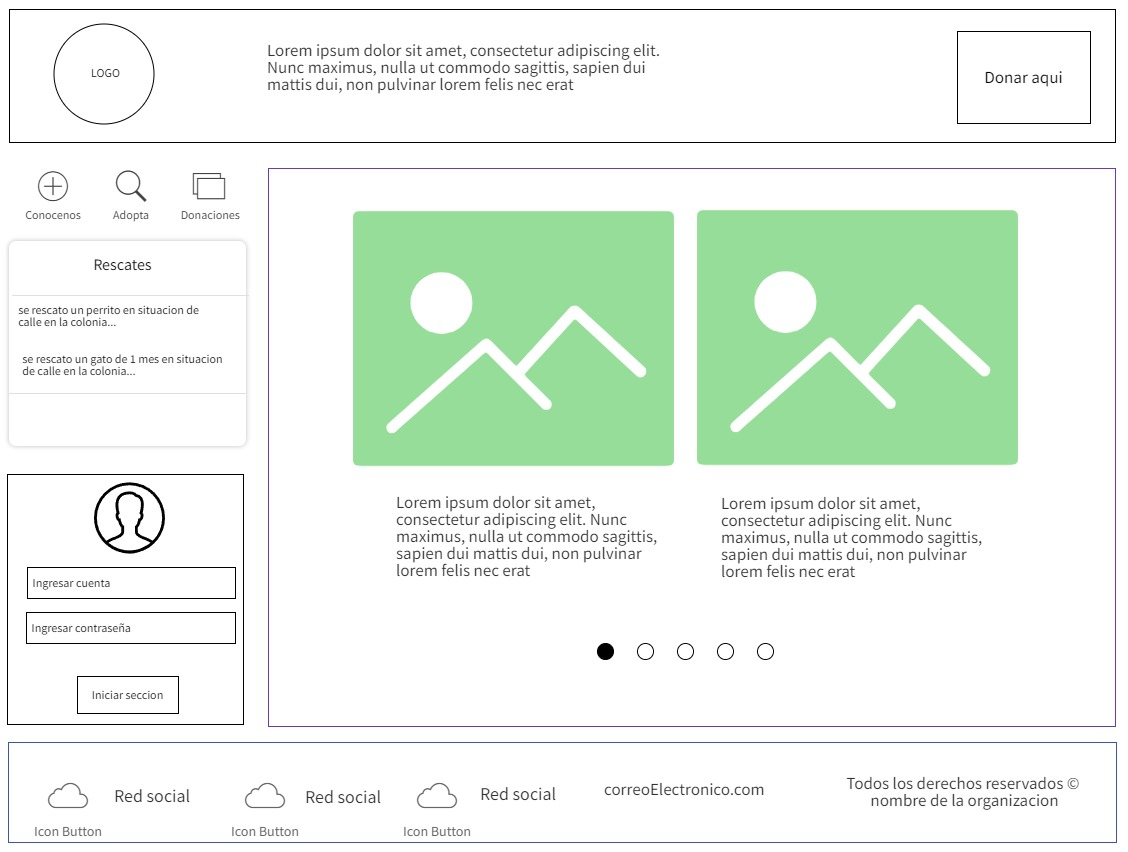 LOGO
Lorem ipsum dolor sit amet, consectetur adipiscing elit.
Nunc maximus, nulla ut commodo sagittis, sapien dui
mattis dui, non pulvinar lorem felis nec erat
Donar aqui
Conocenos
Adopta
Donaciones
Rescates
se rescato un perrito en situacion de
calle en la colonia...
se rescato un gato de 1 mes en situacion
de calle en la colonia...
Ingresar cuenta
Ingresar contraseña
Iniciar seccion
Lorem ipsum dolor sit amet,
consectetur adipiscing elit. Nunc
maximus, nulla ut commodo sagittis,
sapien dui mattis dui, non pulvinar
lorem felis nec erat
Lorem ipsum dolor sit amet,
consectetur adipiscing elit. Nunc
maximus, nulla ut commodo sagittis,
sapien dui mattis dui, non pulvinar
lorem felis nec erat
Icon Button
Red social
Icon Button
Red social
Icon Button
Red social
correoElectronico.com
Todos los derechos reservados ©
nombre de la organizacion